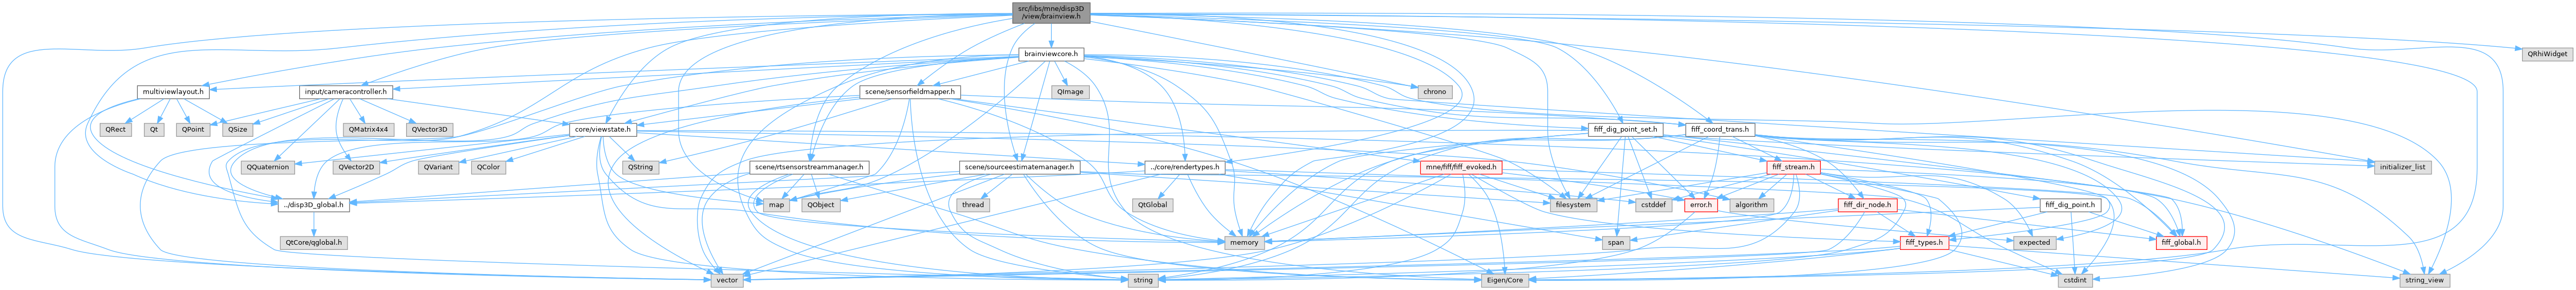 src/libs/mne/disp3D
/view/brainview.h
brainviewcore.h
QRhiWidget
multiviewlayout.h
input/cameracontroller.h
scene/sensorfieldmapper.h
QImage
chrono
QRect
Qt
QPoint
QSize
QMatrix4x4
QVector3D
core/viewstate.h
fiff_dig_point_set.h
fiff_coord_trans.h
QQuaternion
QVector2D
QVariant
QColor
QString
scene/rtsensorstreammanager.h
scene/sourceestimatemanager.h
../core/rendertypes.h
mne/fiff/fiff_evoked.h
fiff_stream.h
initializer_list
../disp3D_global.h
map
QObject
thread
QtGlobal
filesystem
cstddef
error.h
algorithm
fiff_dir_node.h
fiff_dig_point.h
QtCore/qglobal.h
memory
span
fiff_types.h
expected
fiff_global.h
vector
string
Eigen/Core
cstdint
string_view